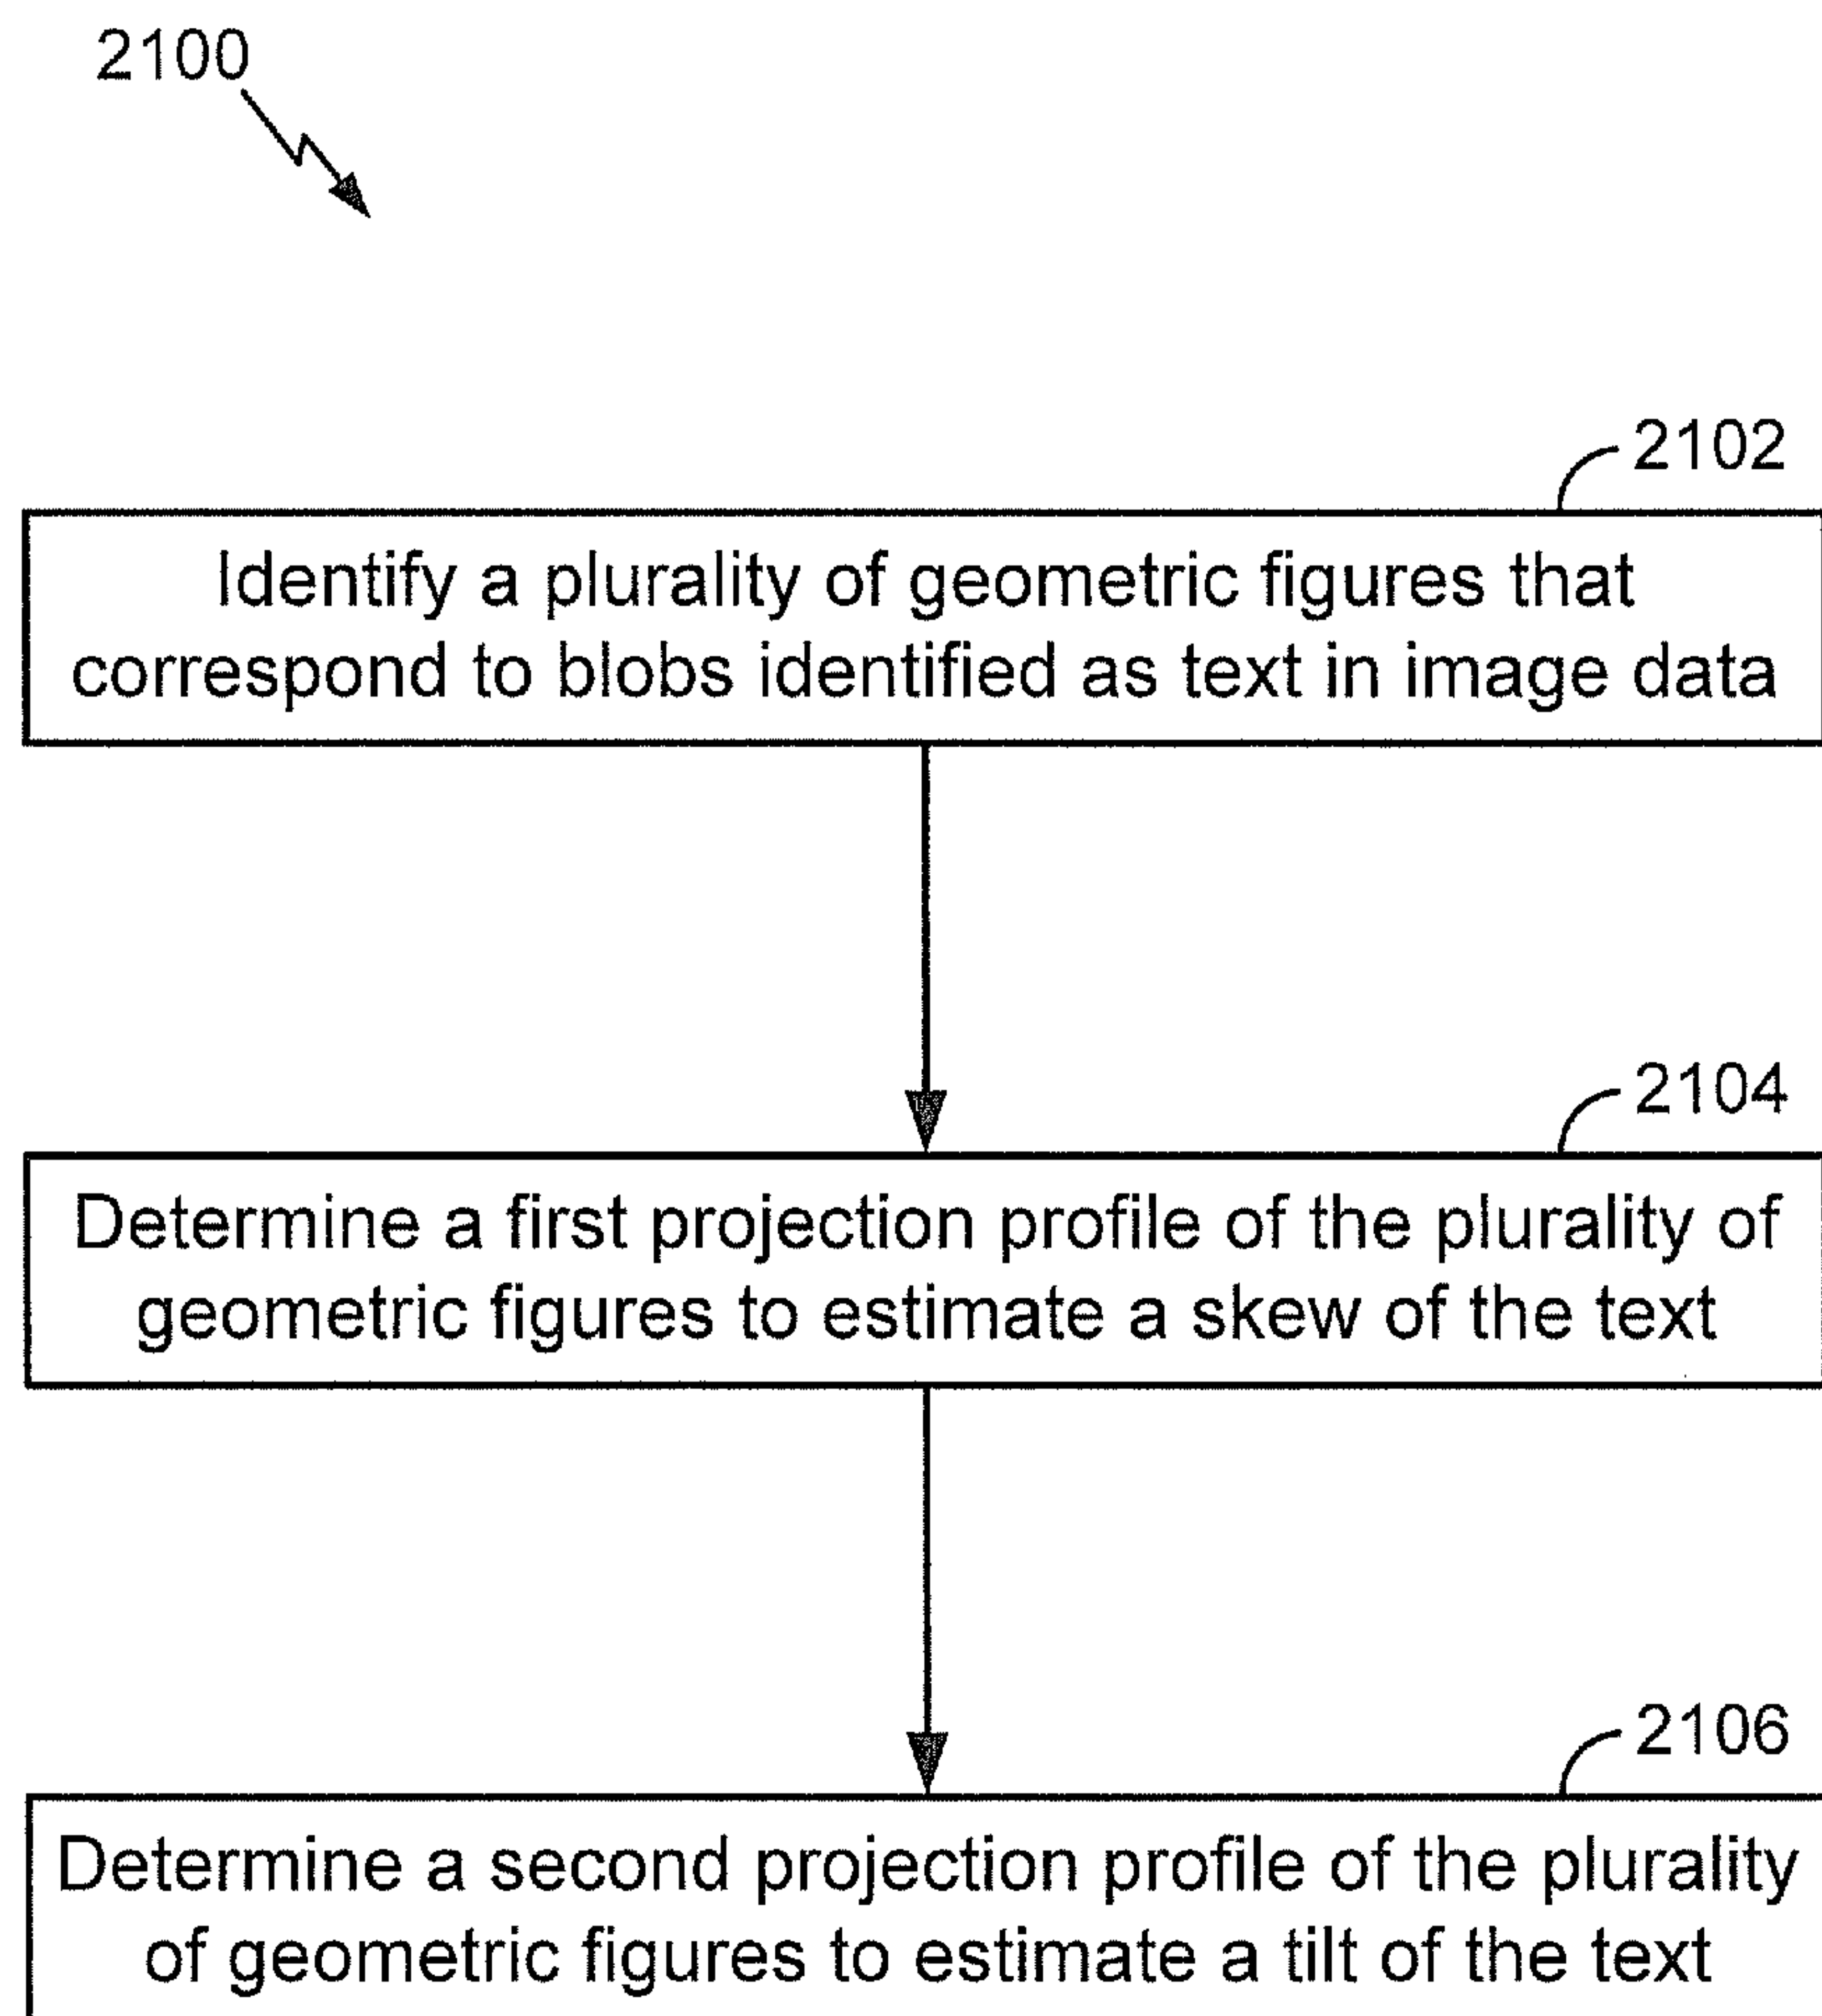 2100
2102
Identify a plurality of geometric figures that
correspond to blobs identified as text in image data
2104
Determine a first projection profile of the plurality of
geometric figures to estimate a skew of the text
2106
Determine a second projection profile of the plurality
of geometric figures to estimate a tilt of the text